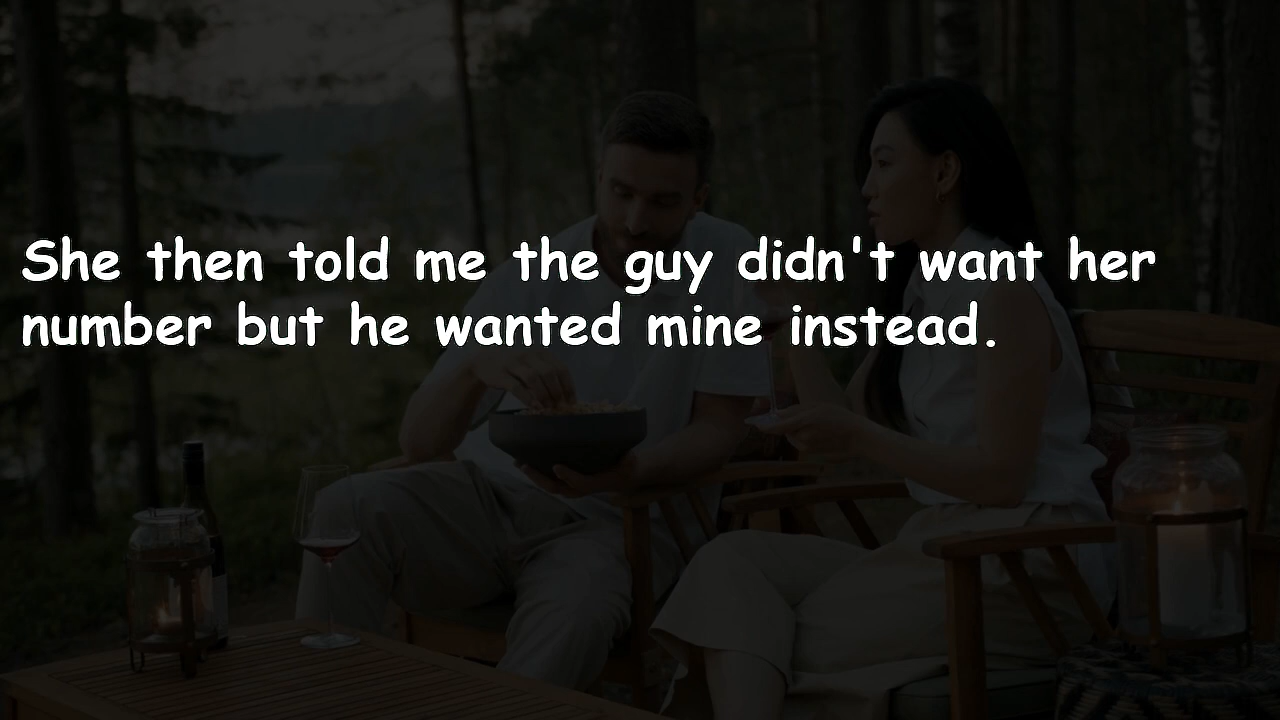 She then told me the guy didn't want her
number but he wanted mine instead.